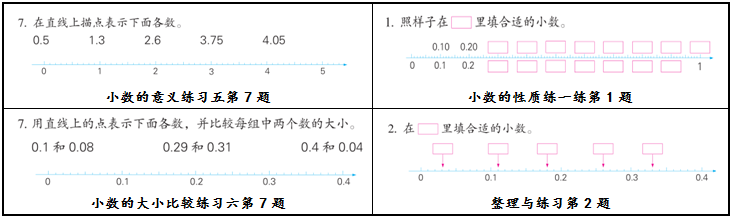 7. 在直线上描点表示下面各数。
0.5 1.3 2.6 3.75 4.05
0 1 2 3 4 5
小数的意义练习五第7题
1. 照样子在 里填合适的小数。
0.10 0.20
0 0.1 0.2 1
小数的性质练一练第1题
7. 用直线上的点表示下面各数，并比较每组中两个数的大小。
0.1 和 0.08 0.29 和 0.31 0.4 和 0.04
0 0.1 0.2 0.3 0.4
小数的大小比较练习六第7题
2. 在 里填合适的小数。
0 0.1 0.2 0.3 0.4
整理与练习第2题